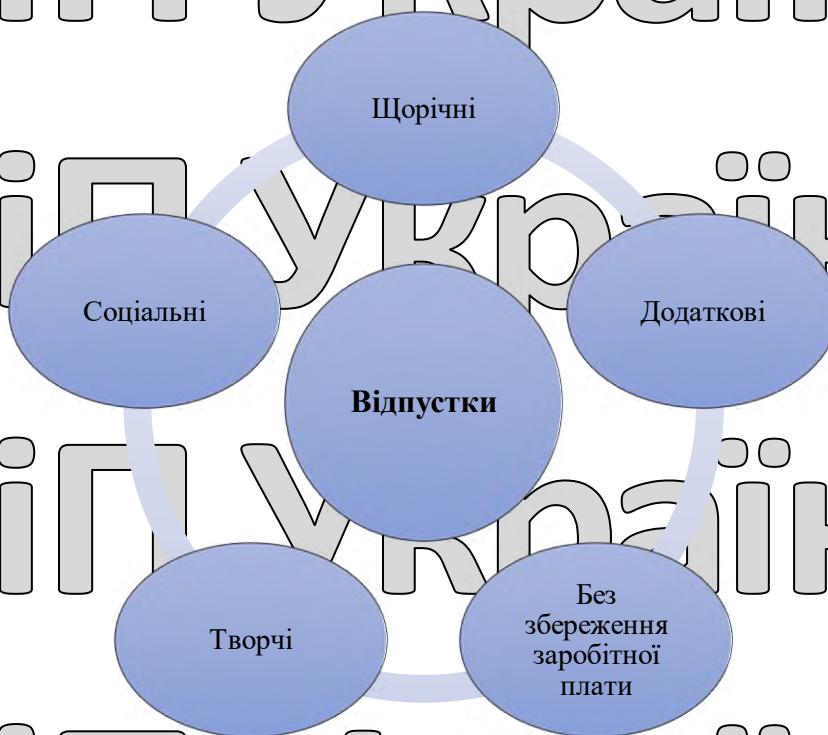 Щорічні
Соціальні
Додаткові
Відпустки
Творчі
Без
збереження
заробітної
плати